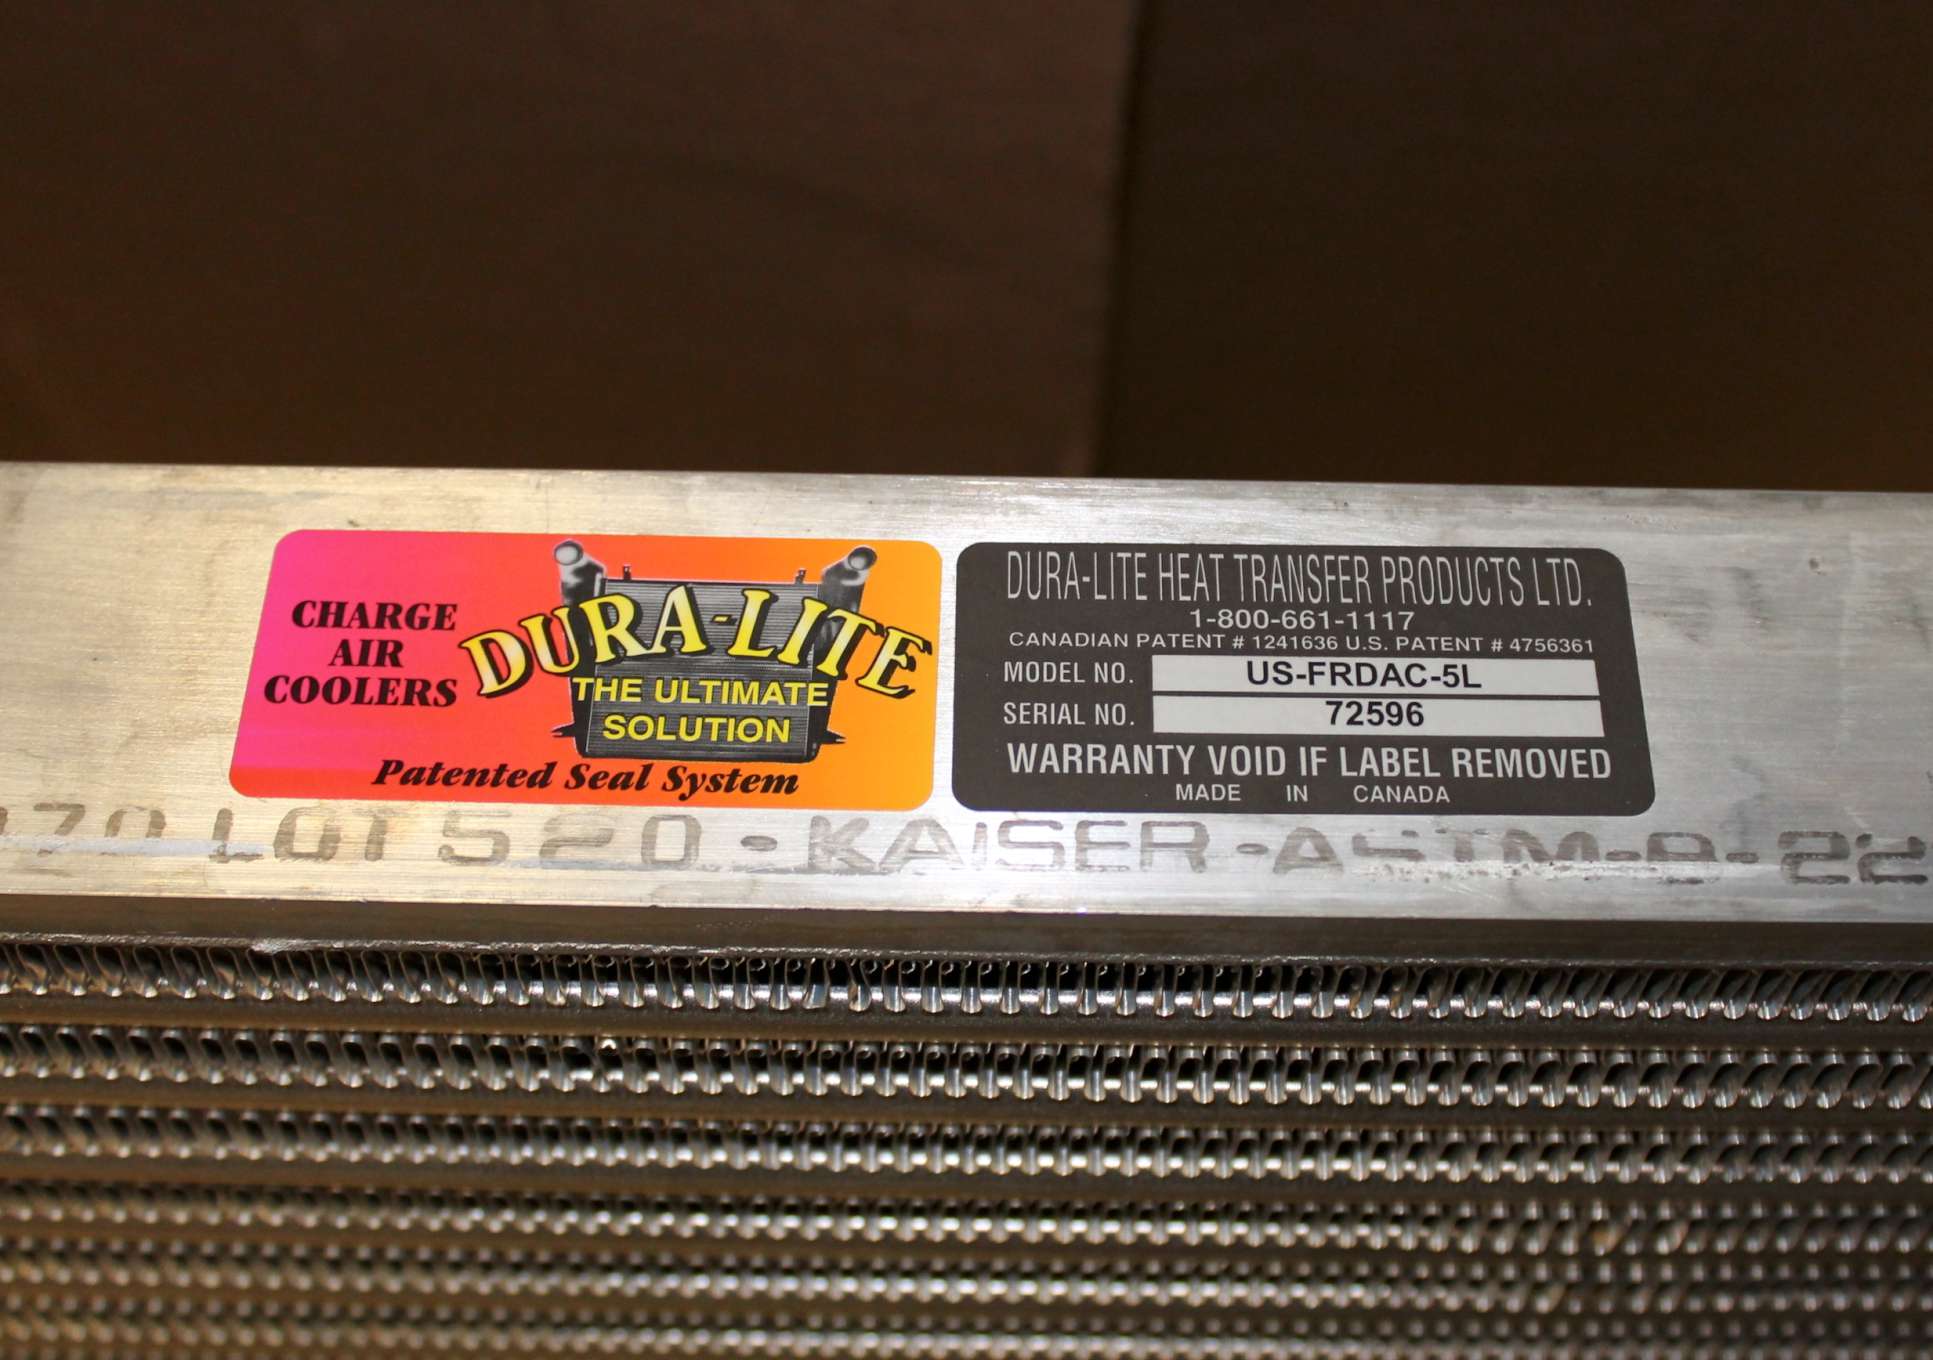 CHARGE
AIR
COOLERS
DURA-LITE
THE ULTIMATE
SOLUTION
Patented Seal System
DURA-LITE HEAT TRANSFER PRODUCTS LTD.
1-800-661-1117
CANADIAN PATENT # 1241636 U.S. PATENT # 4756361
MODEL NO. US-FRDAC-5L
SERIAL NO. 72596
WARRANTY VOID IF LABEL REMOVED
MADE IN CANADA
LOT 520 - KAISER - ASTM-B-22